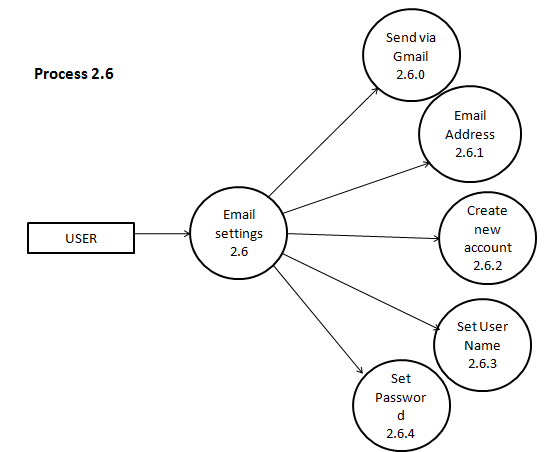 Process 2.6
Send via
Gmail
2.6.0
Email
Address
2.6.1
USER
Email
settings
2.6
Create
new
account
2.6.2
Set User
Name
2.6.3
Set
Passwor
d
2.6.4